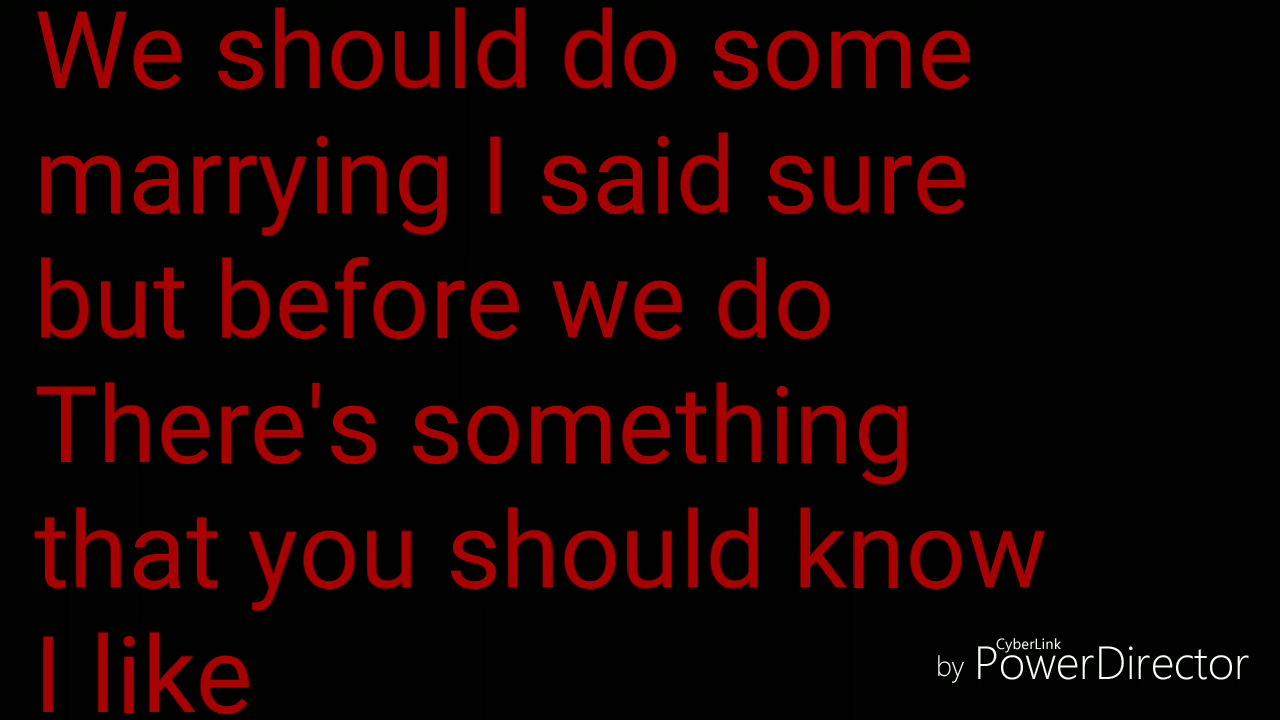 We should do some
marrying I said sure
but before we do
There's something
that you should know
I like
CyberLink
by PowerDirector